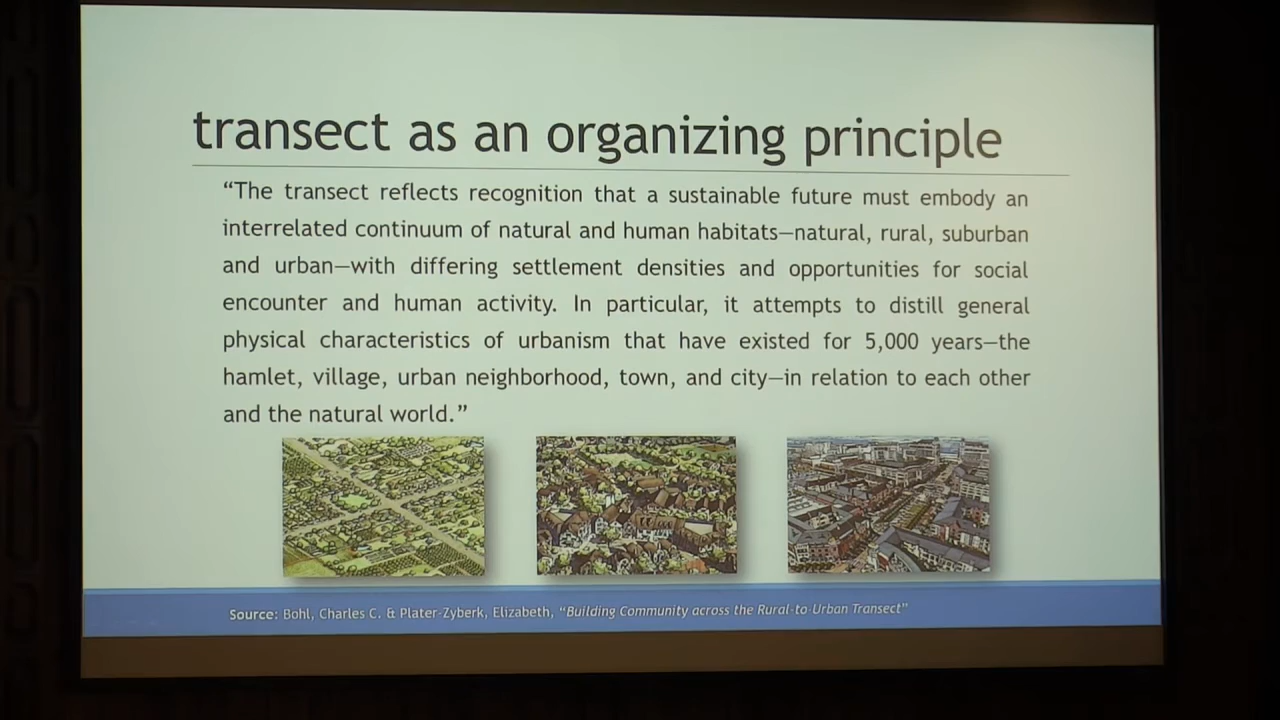 transect as an organizing principle
“The transect reflects recognition that a sustainable future must embody an
interrelated continuum of natural and human habitats—natural, rural, suburban
and urban—with differing settlement densities and opportunities for social
encounter and human activity. In particular, it attempts to distill general
physical characteristics of urbanism that have existed for 5,000 years—the
hamlet, village, urban neighborhood, town, and city—in relation to each other
and the natural world.”
Source: Bohl, Charles C. & Plater-Zyberk, Elizabeth, “Building Community across the Rural-to-Urban Transect”